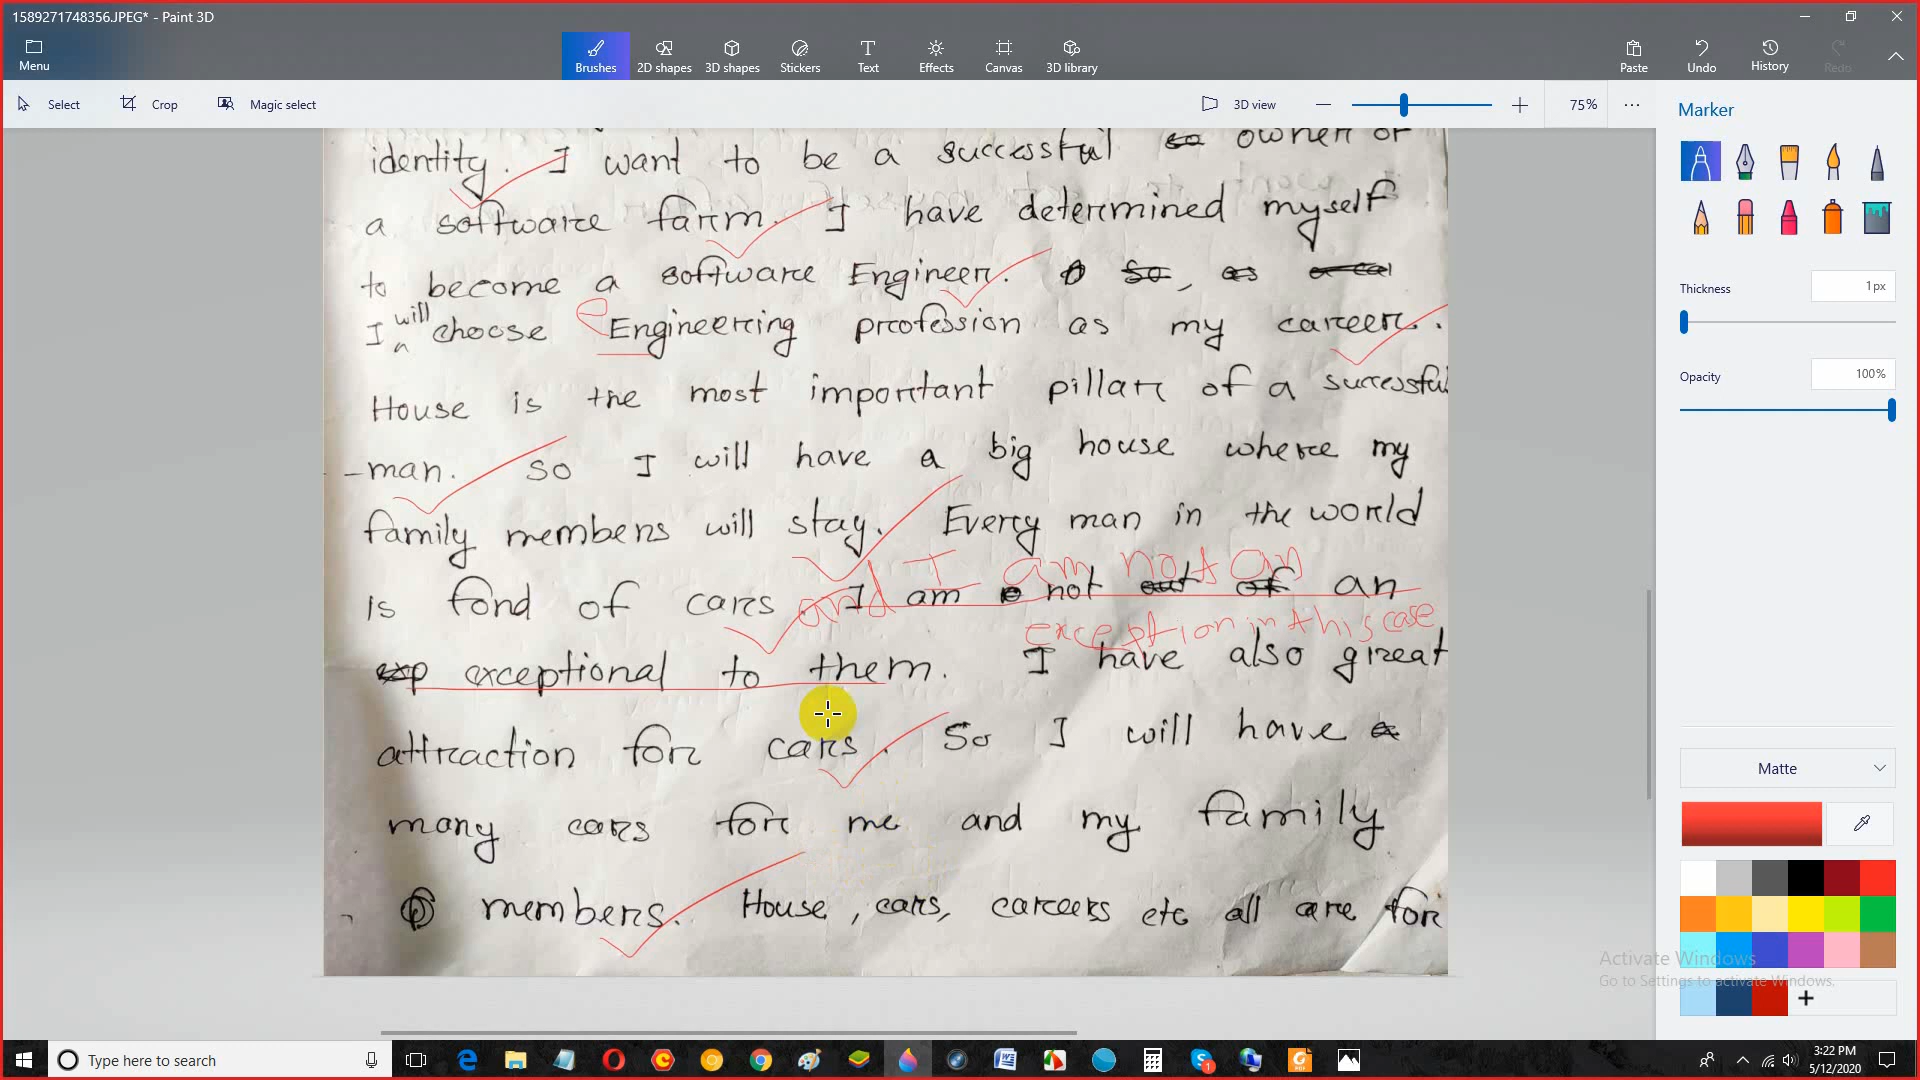 1589271748356.JPEG* - Paint 3D
Menu
Brushes 2D shapes 3D shapes Stickers Text Effects Canvas 3D library Paste Undo History Redo
Select Crop Magic select 3D view 75%
Marker
Thickness 1px
Opacity 100%
Matte
identity. I want to be a successful owner of
a software farm. I have determined myself
to become a software Engineer. so, as
I will choose Engineering profession as my career.
e
House is the most important pillar of a successful
-man. So I will have a big house where my
family members will stay. Every man in the world
and I am not an
is fond of cars I am not out of an
exception in this case
exp exceptional to them. I have also great
attraction for cars. So I will have a
many cars for me and my family
members. House, cars, careers etc all are for
Activate Windows
Go to Settings to activate Windows.
Type here to search
3:22 PM
5/12/2020